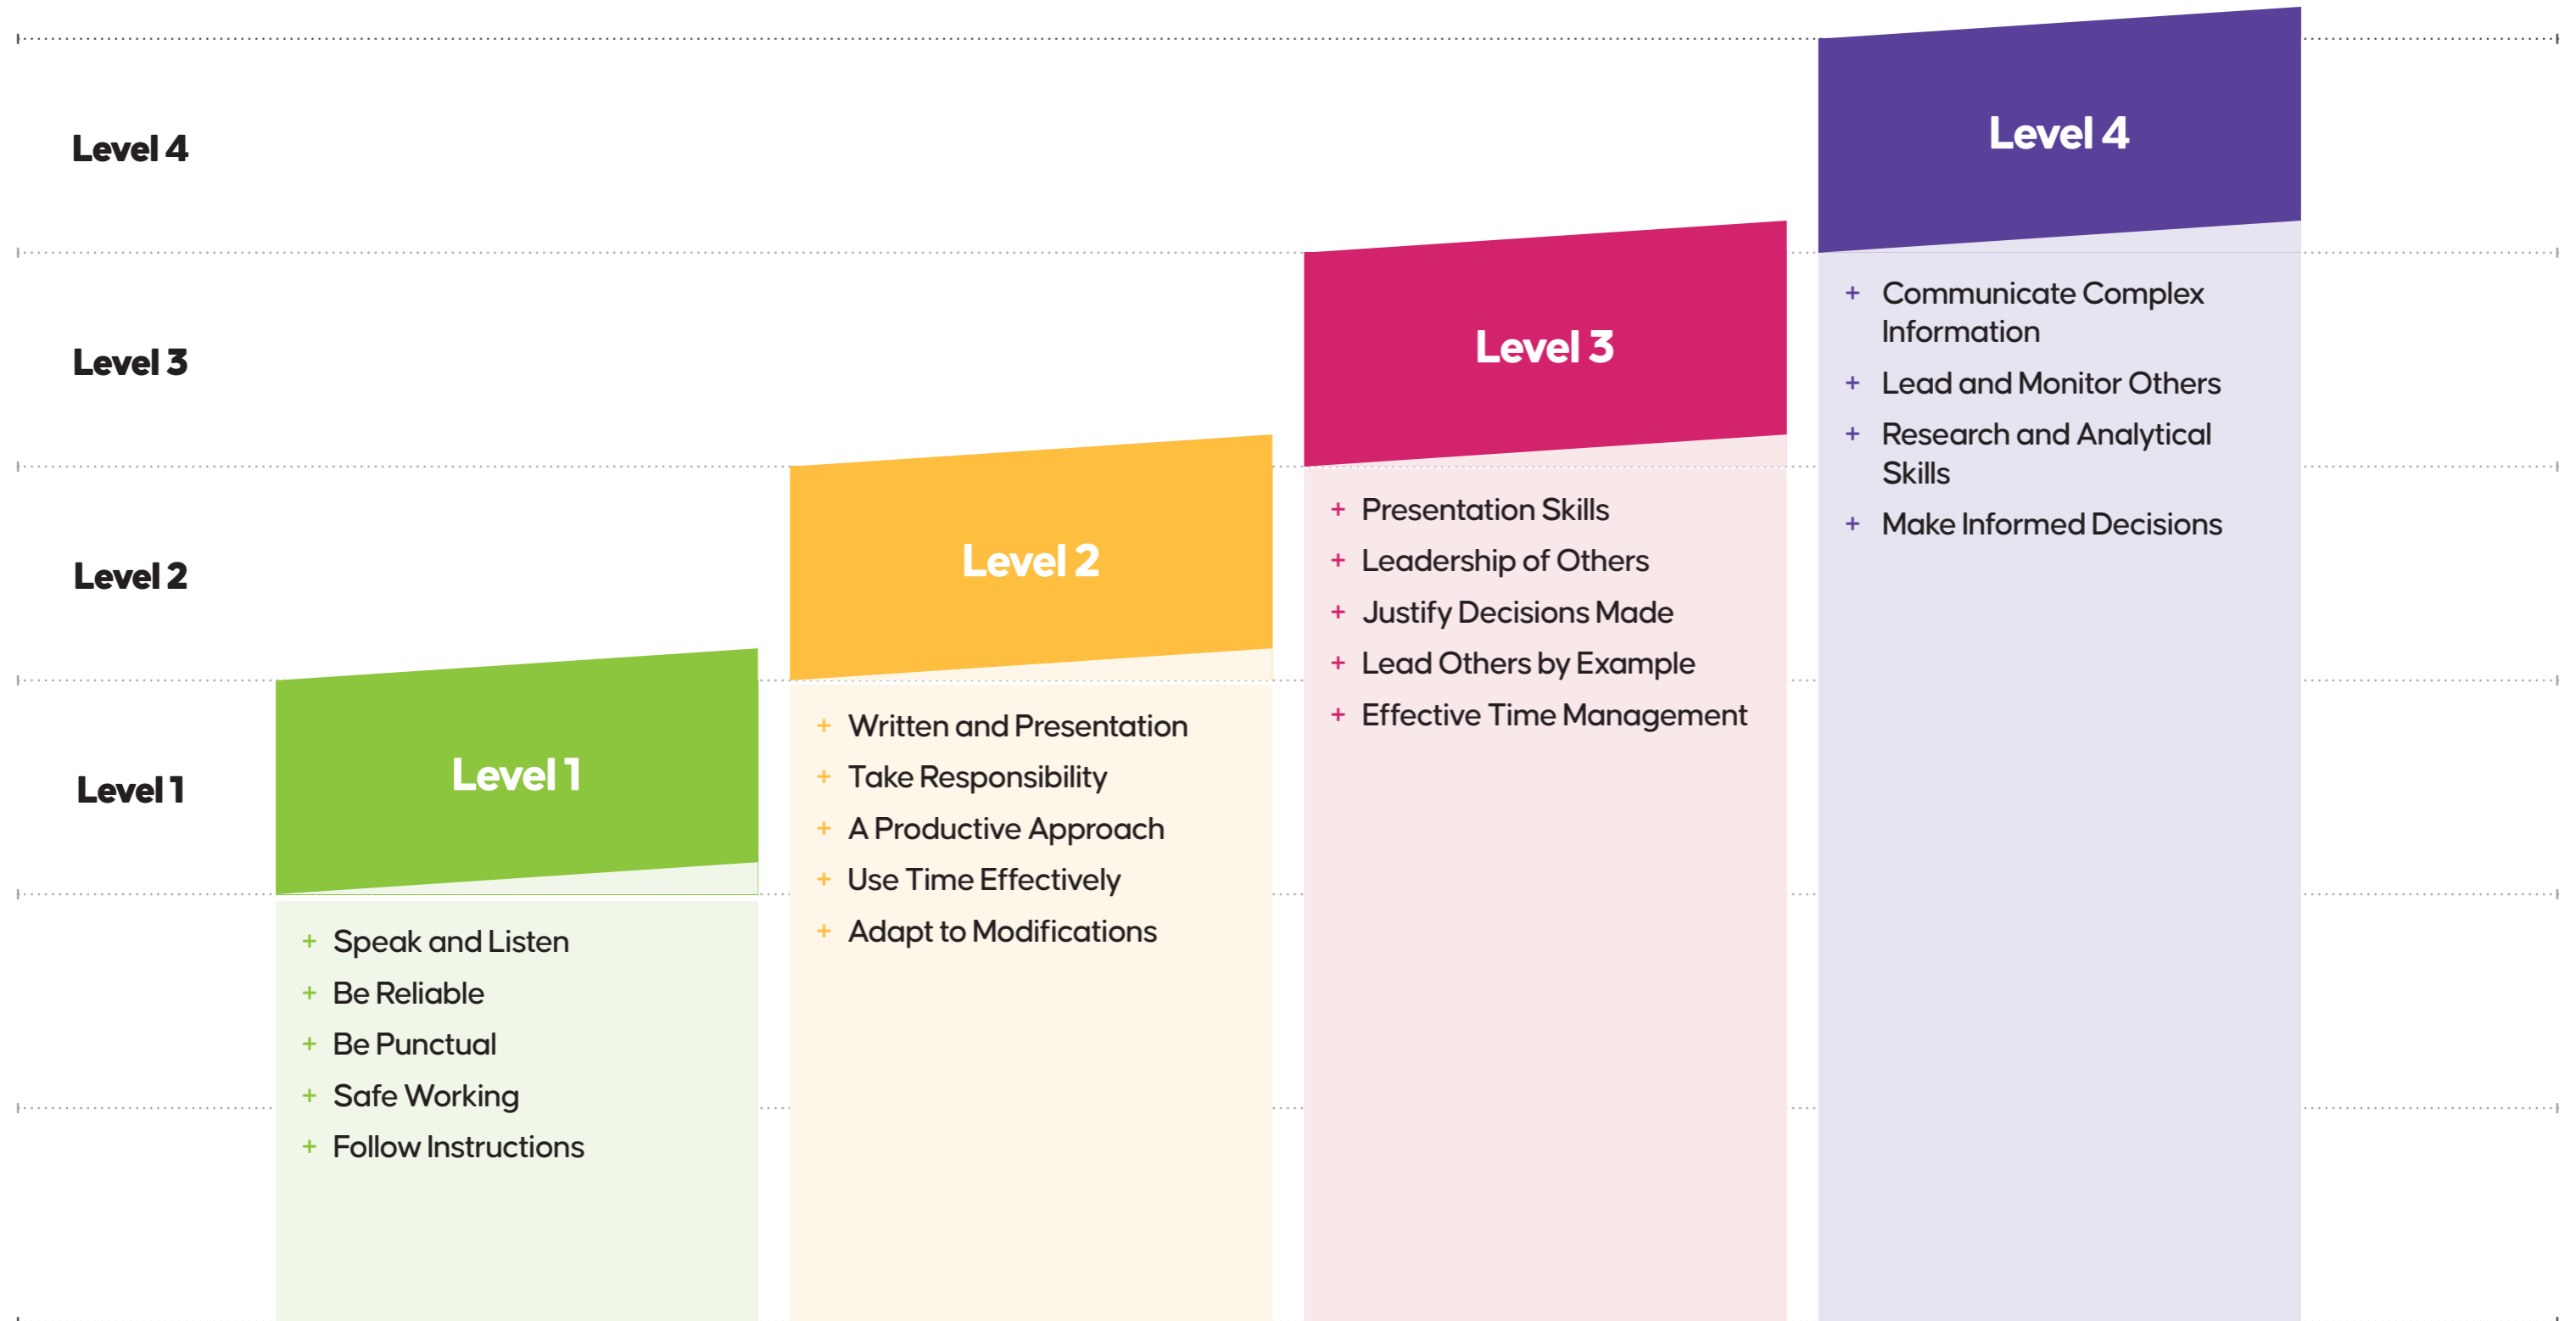 Level 4
Level 3
Level 2
Level 1
Level 1
+ Speak and Listen
+ Be Reliable
+ Be Punctual
+ Safe Working
+ Follow Instructions
Level 2
+ Written and Presentation
+ Take Responsibility
+ A Productive Approach
+ Use Time Effectively
+ Adapt to Modifications
Level 3
+ Presentation Skills
+ Leadership of Others
+ Justify Decisions Made
+ Lead Others by Example
+ Effective Time Management
Level 4
+ Communicate Complex
Information
+ Lead and Monitor Others
+ Research and Analytical
Skills
+ Make Informed Decisions